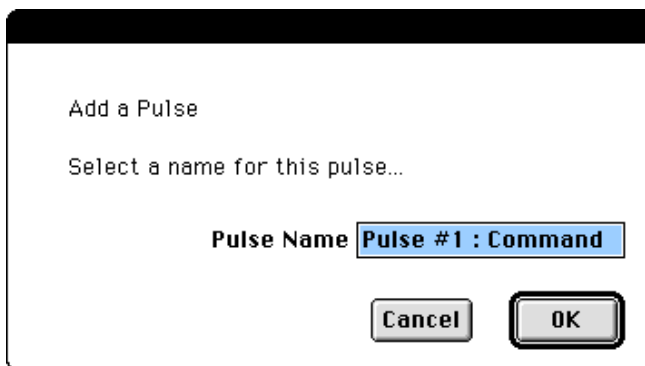 Add a Pulse
Select a name for this pulse...
Pulse Name Pulse #1 : Command
Cancel OK